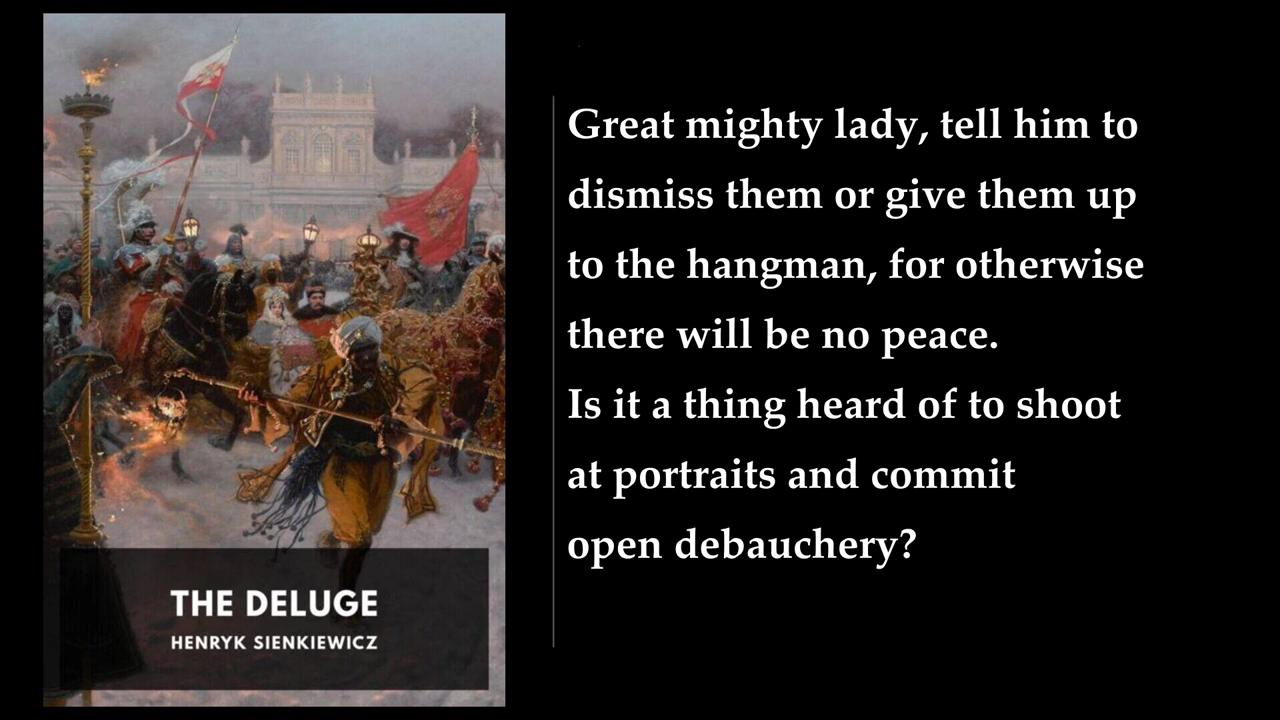 THE DELUGE
HENRYK SIENKIEWICZ
Great mighty lady, tell him to
dismiss them or give them up
to the hangman, for otherwise
there will be no peace.
Is it a thing heard of to shoot
at portraits and commit
open debauchery?